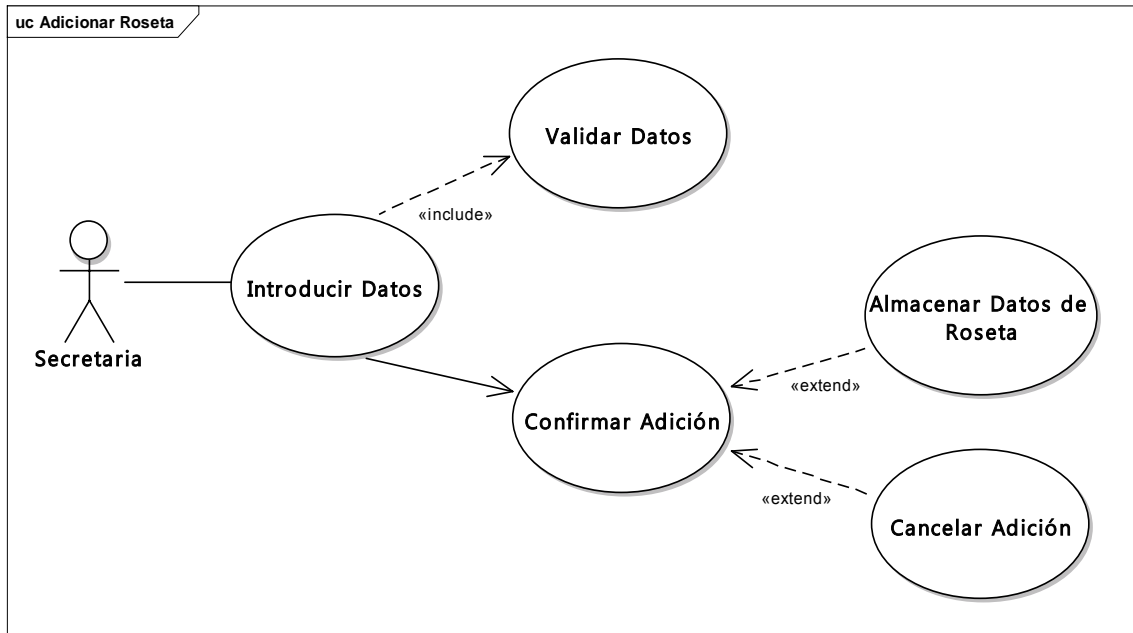 uc Adicionar Roseta
Validar Datos
«include»
Introducir Datos
Secretaria
Almacenar Datos de
Roseta
«extend»
Confirmar Adición
«extend»
Cancelar Adición